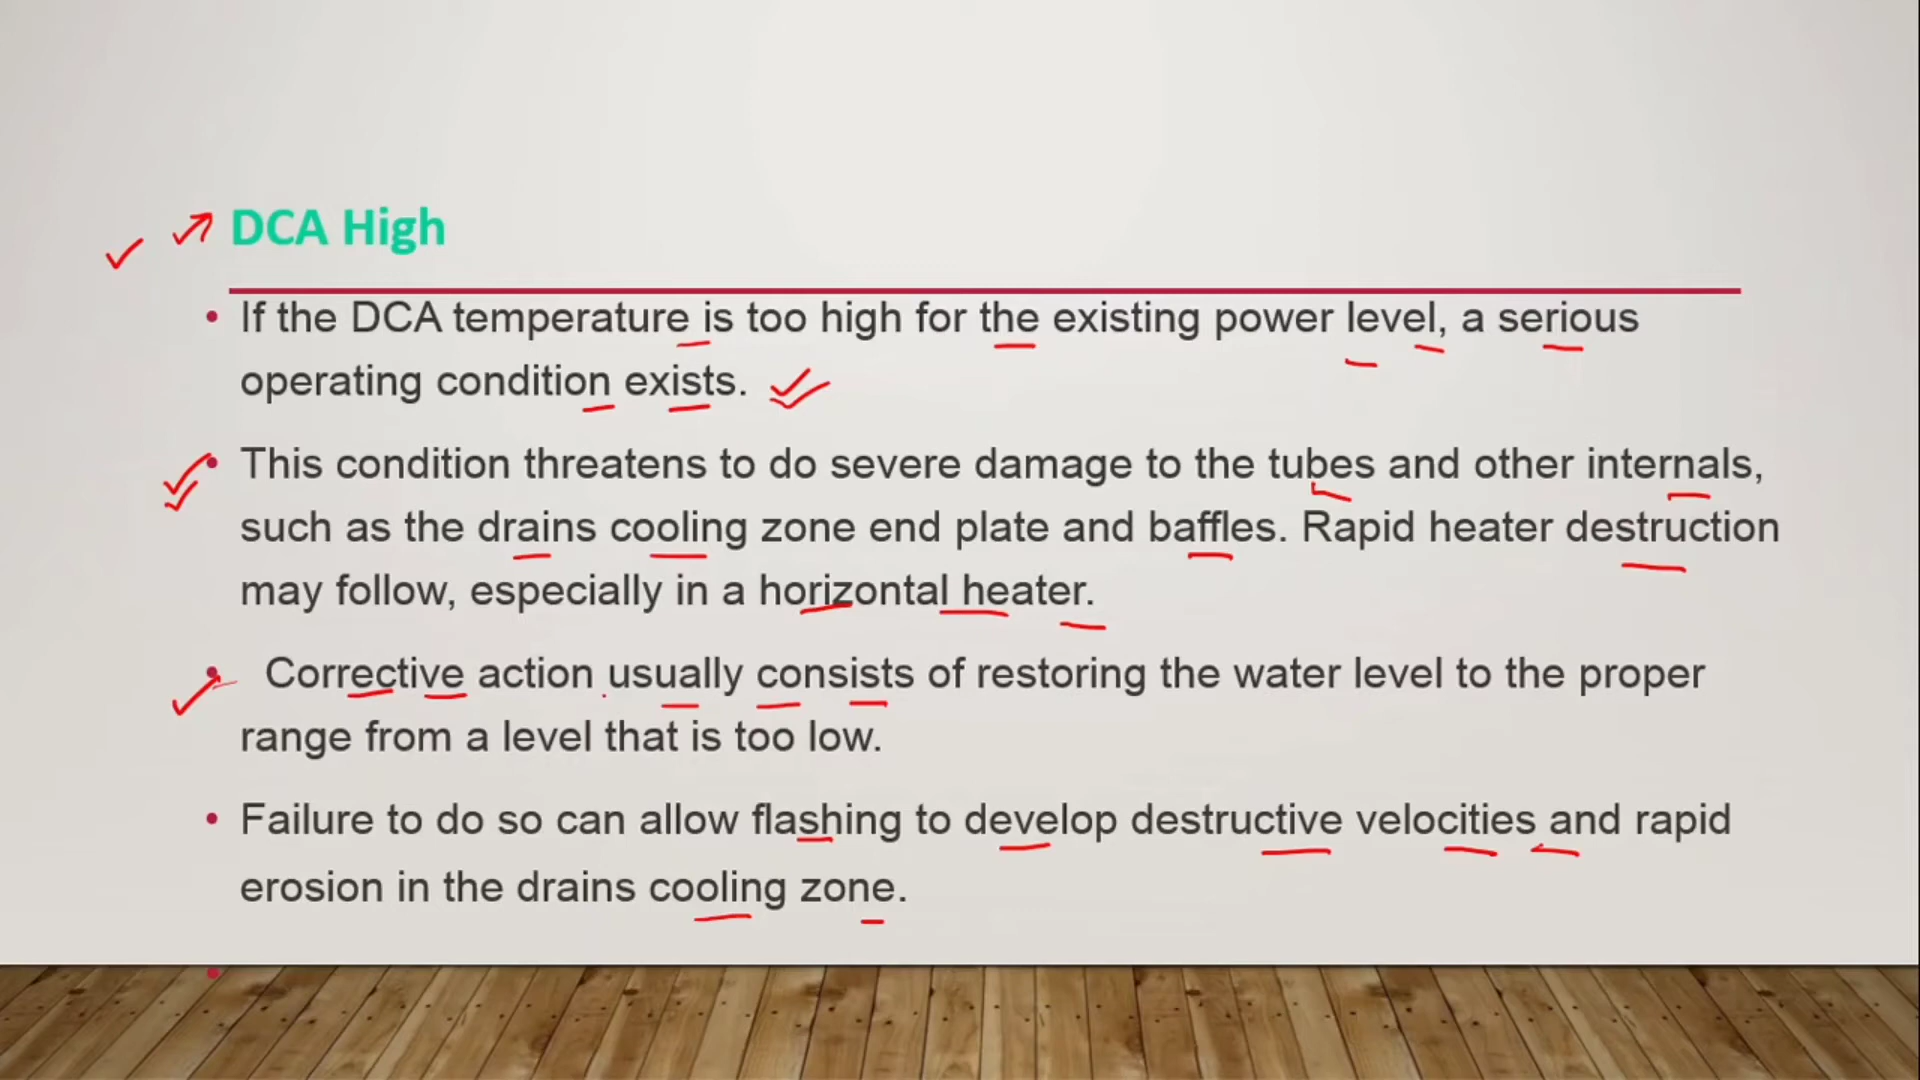 DCA High
• If the DCA temperature is too high for the existing power level, a serious
operating condition exists.
• This condition threatens to do severe damage to the tubes and other internals,
such as the drains cooling zone end plate and baffles. Rapid heater destruction
may follow, especially in a horizontal heater.
• Corrective action usually consists of restoring the water level to the proper
range from a level that is too low.
• Failure to do so can allow flashing to develop destructive velocities and rapid
erosion in the drains cooling zone.